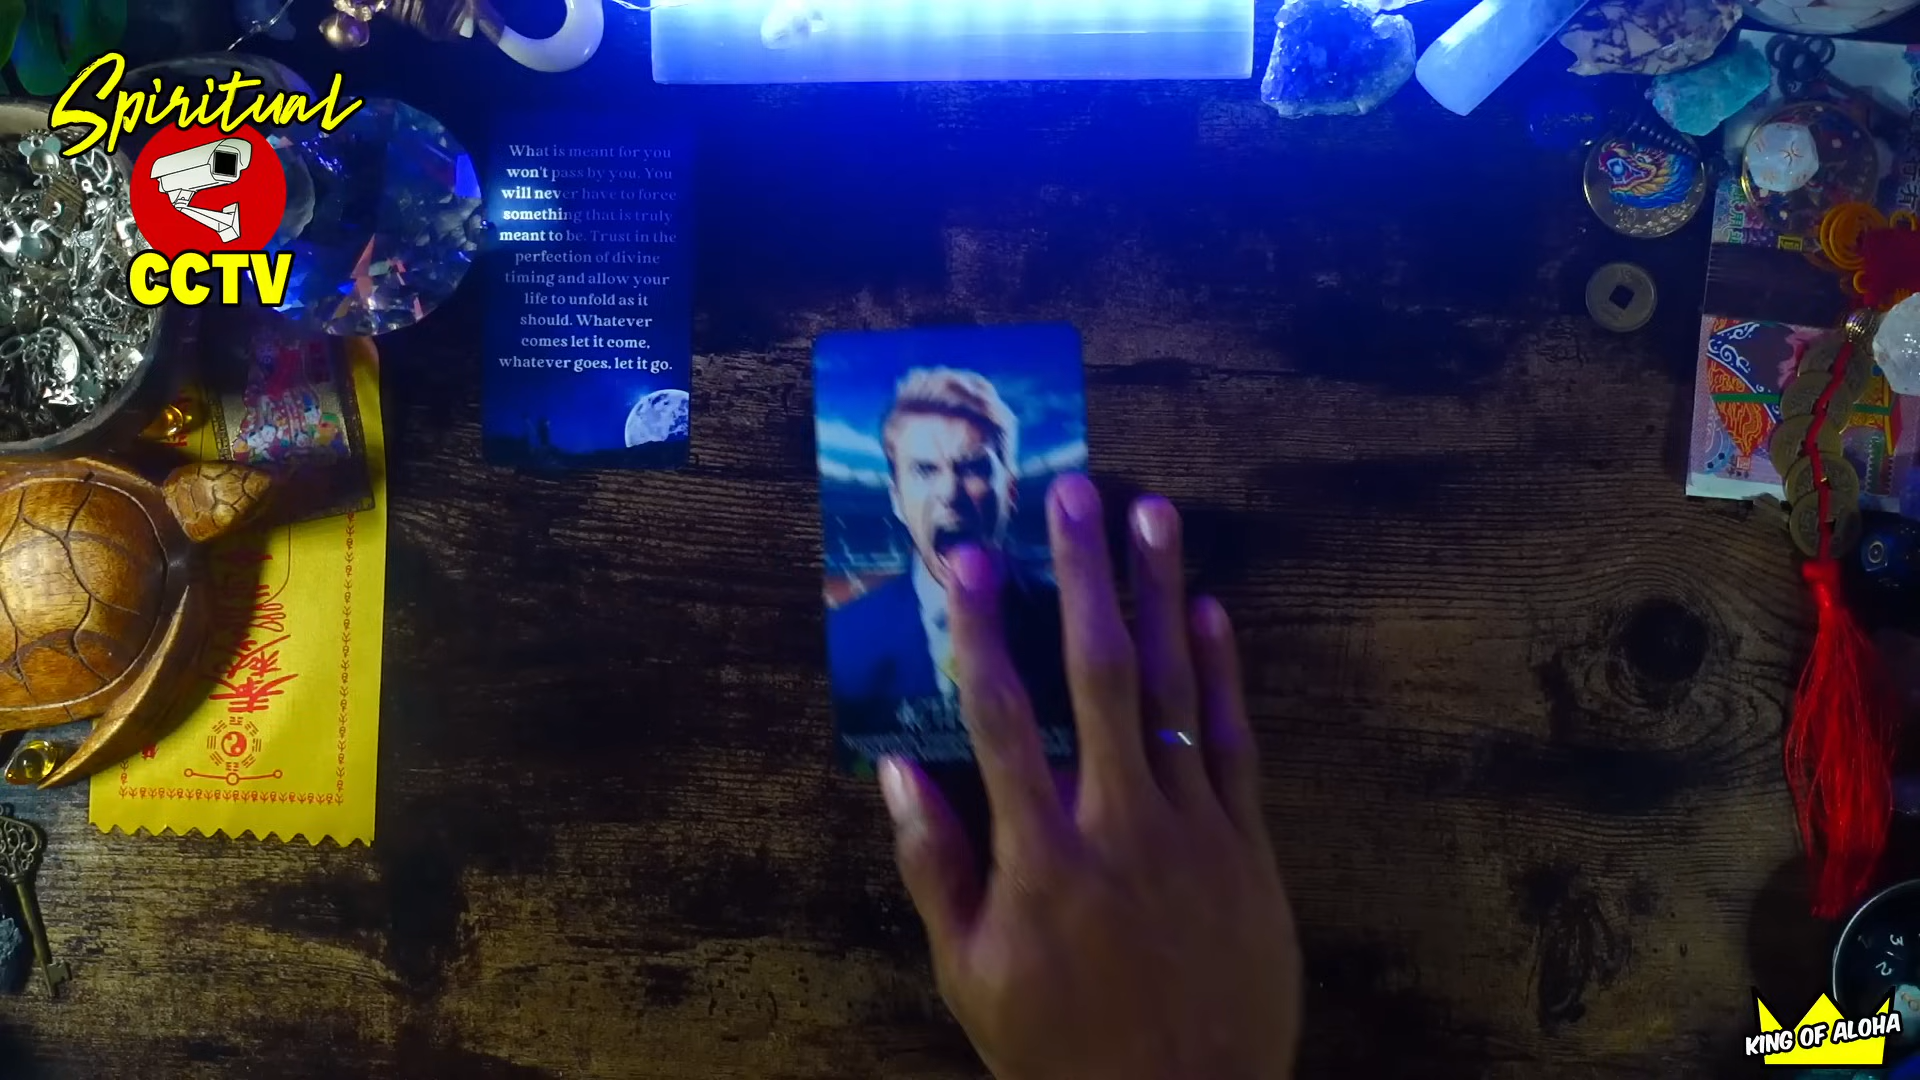 Spiritual
CCTV
What is meant for you
won't pass by you. You
will never have to force
something that is truly
meant to be. Trust in the
perfection of divine
timing and allow your
life to unfold as it
should. Whatever
comes let it come,
whatever goes, let it go.
KING OF ALOHA